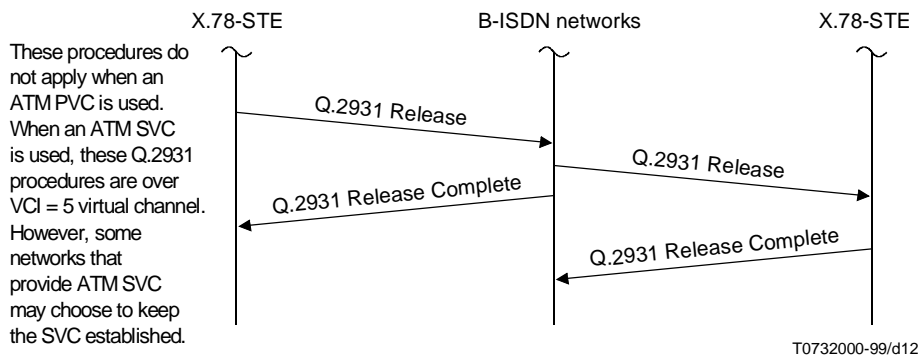 X.78-STE
B-ISDN networks
X.78-STE
These procedures do
not apply when an
ATM PVC is used.
When an ATM SVC
is used, these Q.2931
procedures are over
VCI = 5 virtual channel.
However, some
networks that
provide ATM SVC
may choose to keep
the SVC established.
Q.2931 Release
Q.2931 Release
Q.2931 Release Complete
Q.2931 Release Complete
T0732000-99/d12